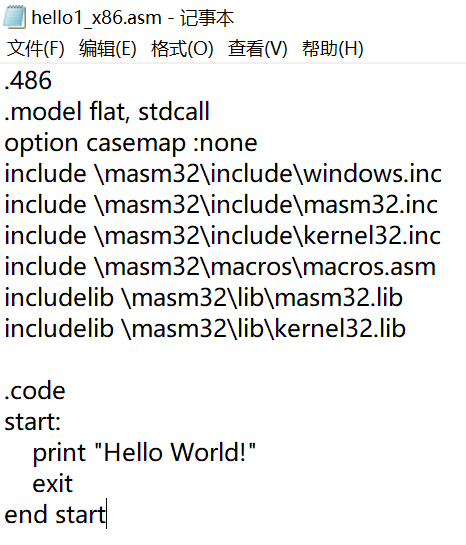 hello1_x86.asm - 记事本
文件(F) 编辑(E) 格式(O) 查看(V) 帮助(H)
.486
.model flat, stdcall
option casemap :none
include \masm32\include\windows.inc
include \masm32\include\masm32.inc
include \masm32\include\kernel32.inc
include \masm32\macros\macros.asm
includelib \masm32\lib\masm32.lib
includelib \masm32\lib\kernel32.lib

.code
start:
    print "Hello World!"
    exit
end start